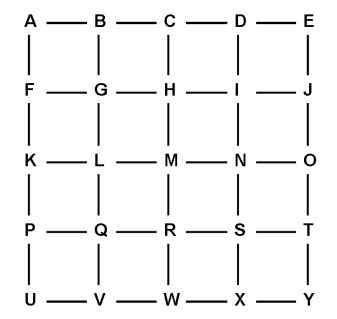 A B C D E
F G H I J
K L M N O
P Q R S T
U V W X Y